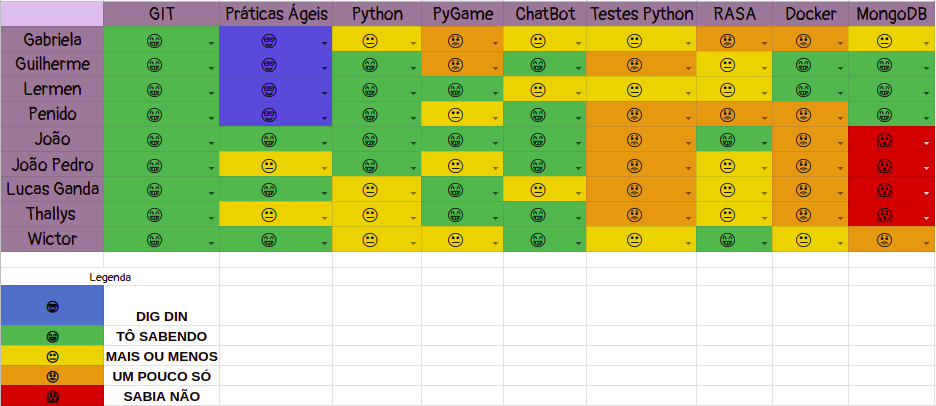 GIT Práticas Ágeis Python PyGame ChatBot Testes Python RASA Docker MongoDB
Gabriela
Guilherme
Lermen
Penido
João
João Pedro
Lucas Ganda
Thallys
Wictor
Legenda
DIG DIN
TÔ SABENDO
MAIS OU MENOS
UM POUCO SÓ
SABIA NÃO